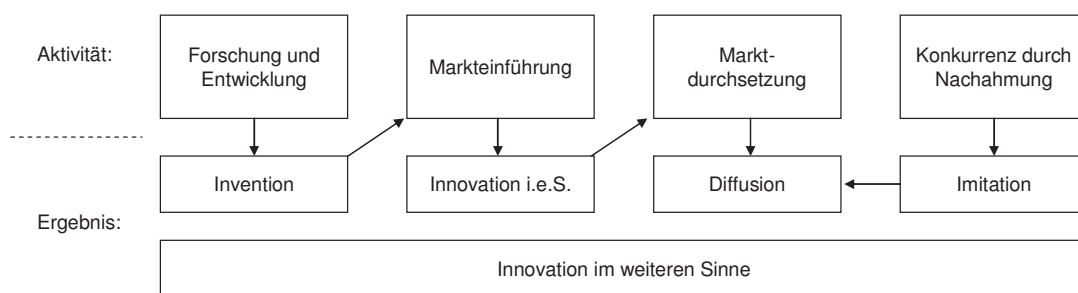 Aktivität:
Forschung und
Entwicklung
Markteinführung
Markt-
durchsetzung
Konkurrenz durch
Nachahmung
Invention
Innovation i.e.S.
Diffusion
Imitation
Ergebnis:
Innovation im weiteren Sinne